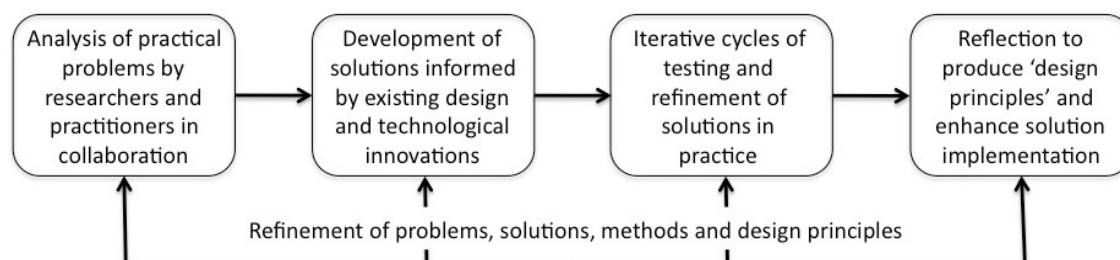 Analysis of practical
problems by
researchers and
practitioners in
collaboration
Development of
solutions informed
by existing design
and technological
innovations
Iterative cycles of
testing and
refinement of
solutions in
practice
Reflection to
produce ‘design
principles’ and
enhance solution
implementation
Refinement of problems, solutions, methods and design principles